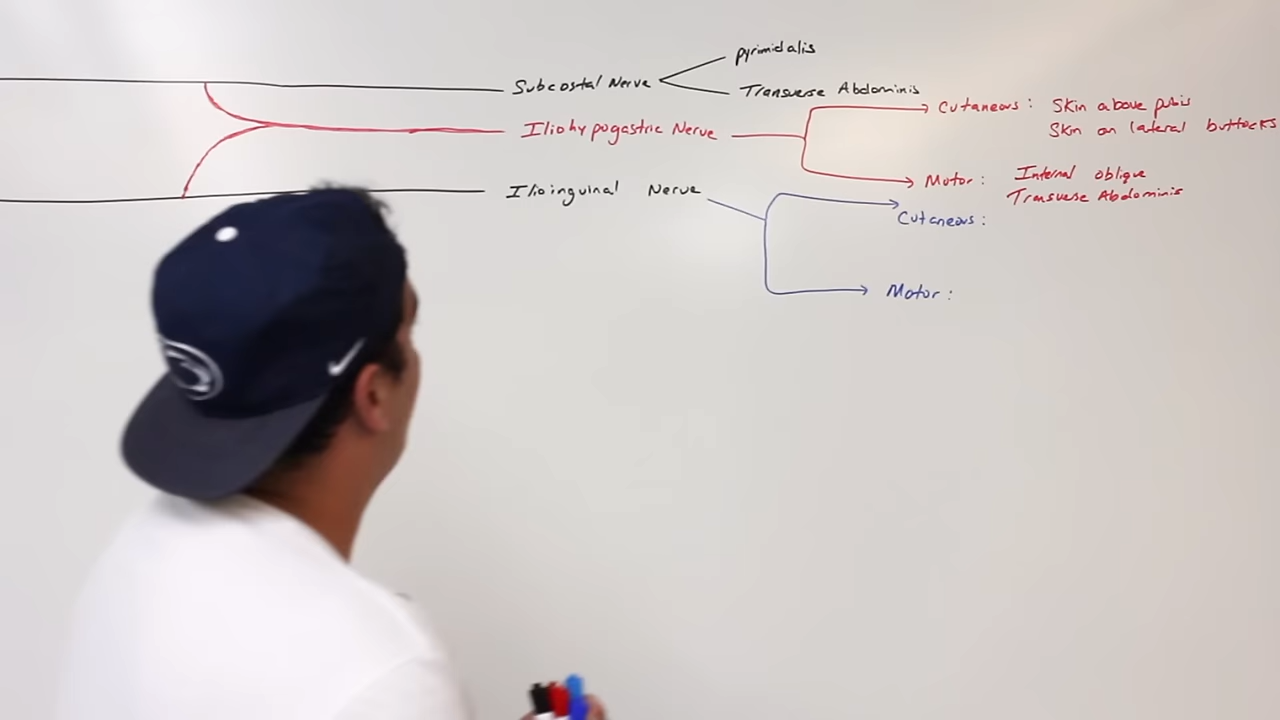 pyrimidalis
Subcostal Nerve
Transverse Abdominis
Iliohypogastric Nerve
Cutaneous: Skin above pubis
Skin on lateral buttocks
Motor: Internal oblique
Transverse Abdominis
Ilioinguinal Nerve
Cutaneous:
Motor: